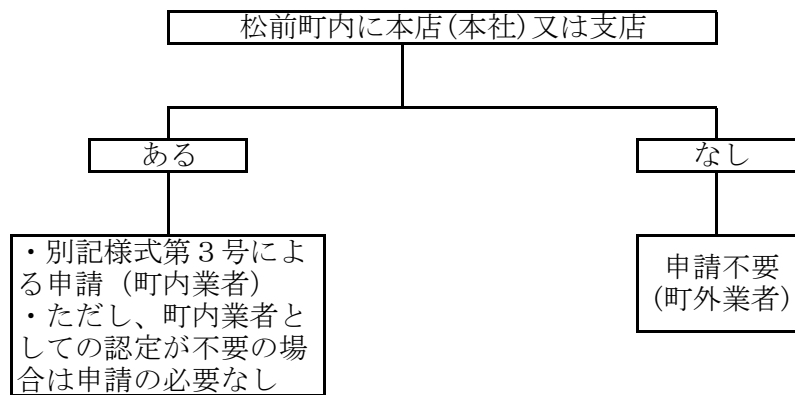 松前町内に本店(本社)又は支店
ある
なし
・別記様式第３号によ
る申請（町内業者）
・ただし、町内業者と
しての認定が不要の場
合は申請の必要なし
申請不要
(町外業者)